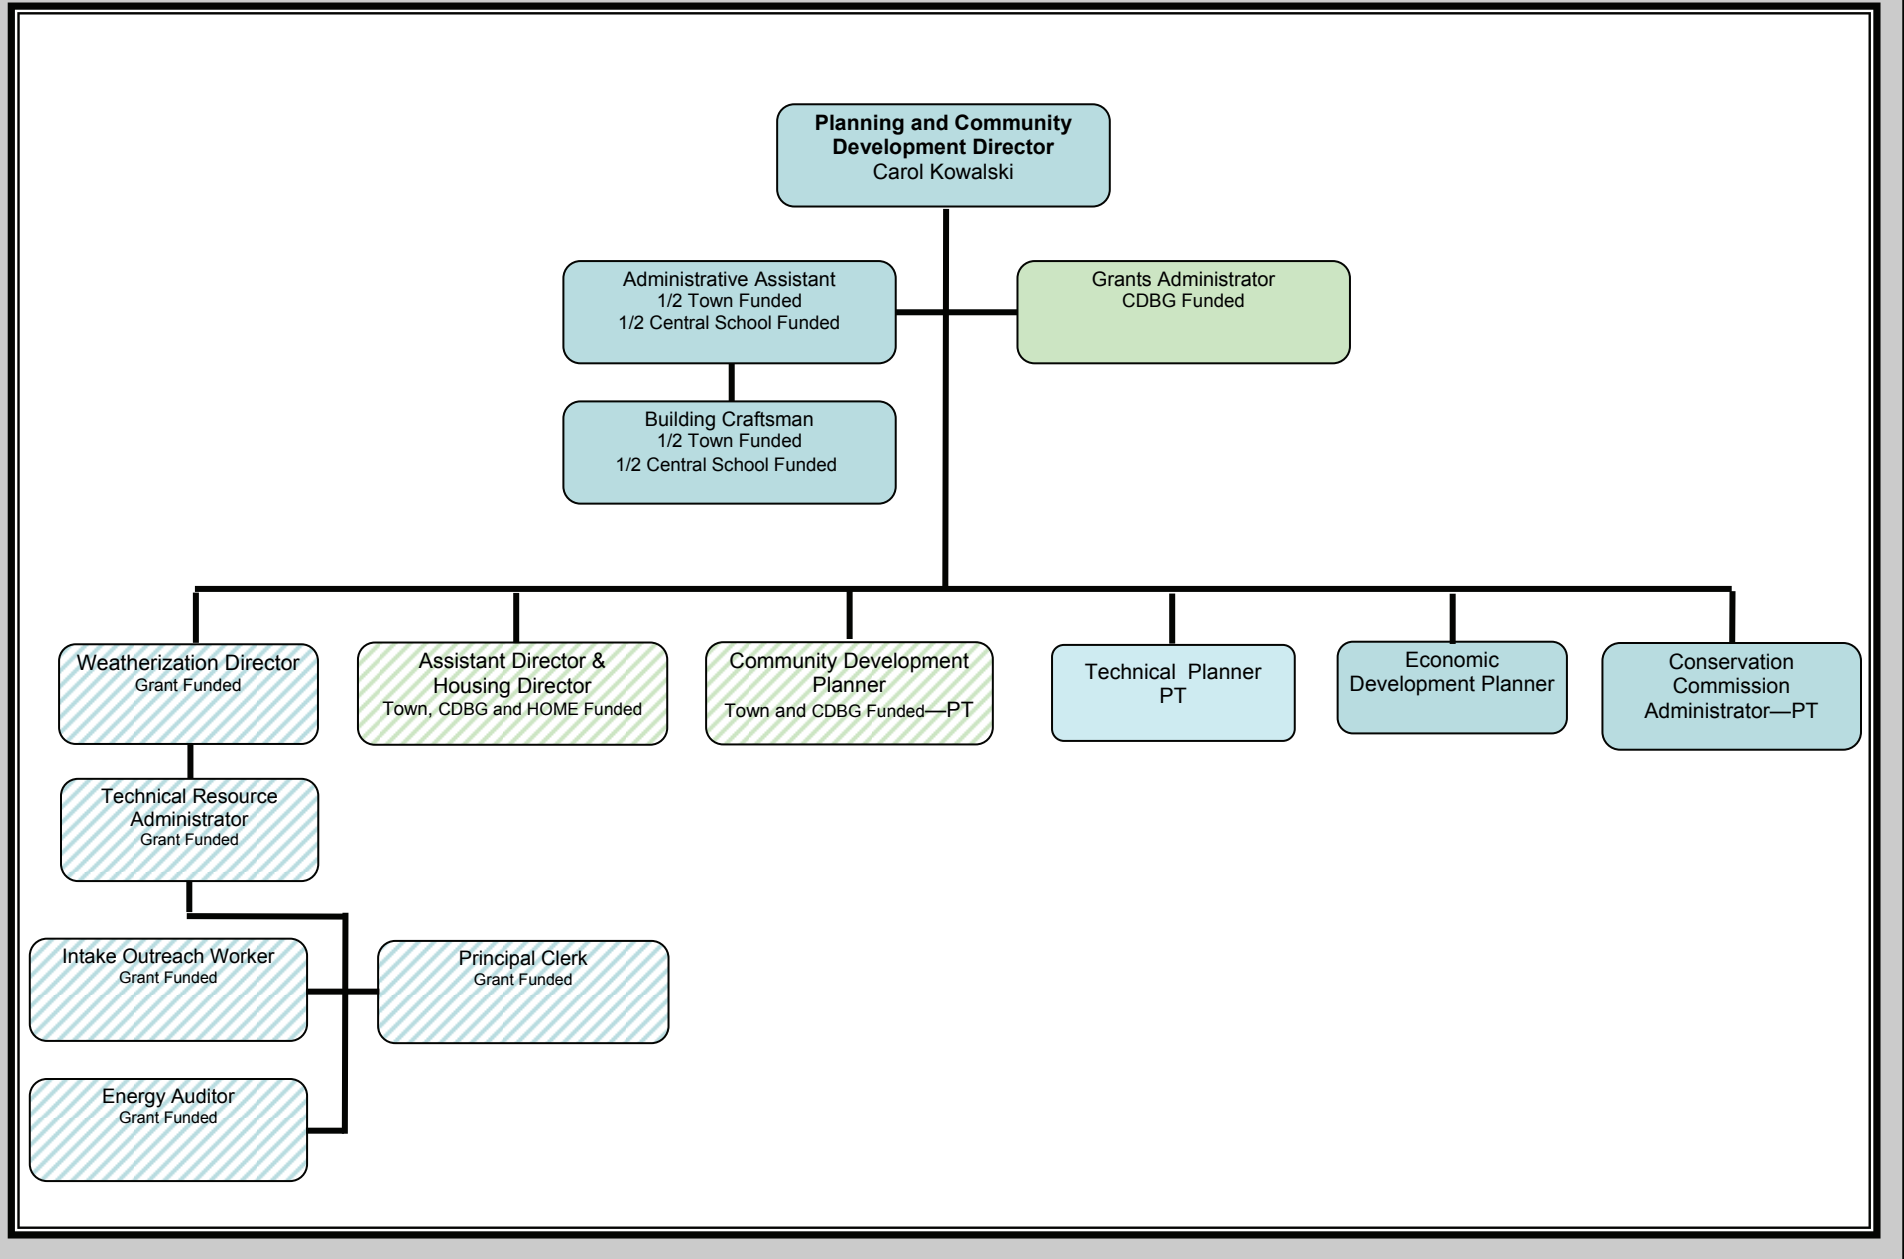 Planning and Community
Development Director
Carol Kowalski
Administrative Assistant
1/2 Town Funded
1/2 Central School Funded
Grants Administrator
CDBG Funded
Building Craftsman
1/2 Town Funded
1/2 Central School Funded
Weatherization Director
Grant Funded
Assistant Director &
Housing Director
Town, CDBG and HOME Funded
Community Development
Planner
Town and CDBG Funded—PT
Technical Planner
PT
Economic
Development Planner
Conservation
Commission
Administrator—PT
Technical Resource
Administrator
Grant Funded
Intake Outreach Worker
Grant Funded
Principal Clerk
Grant Funded
Energy Auditor
Grant Funded